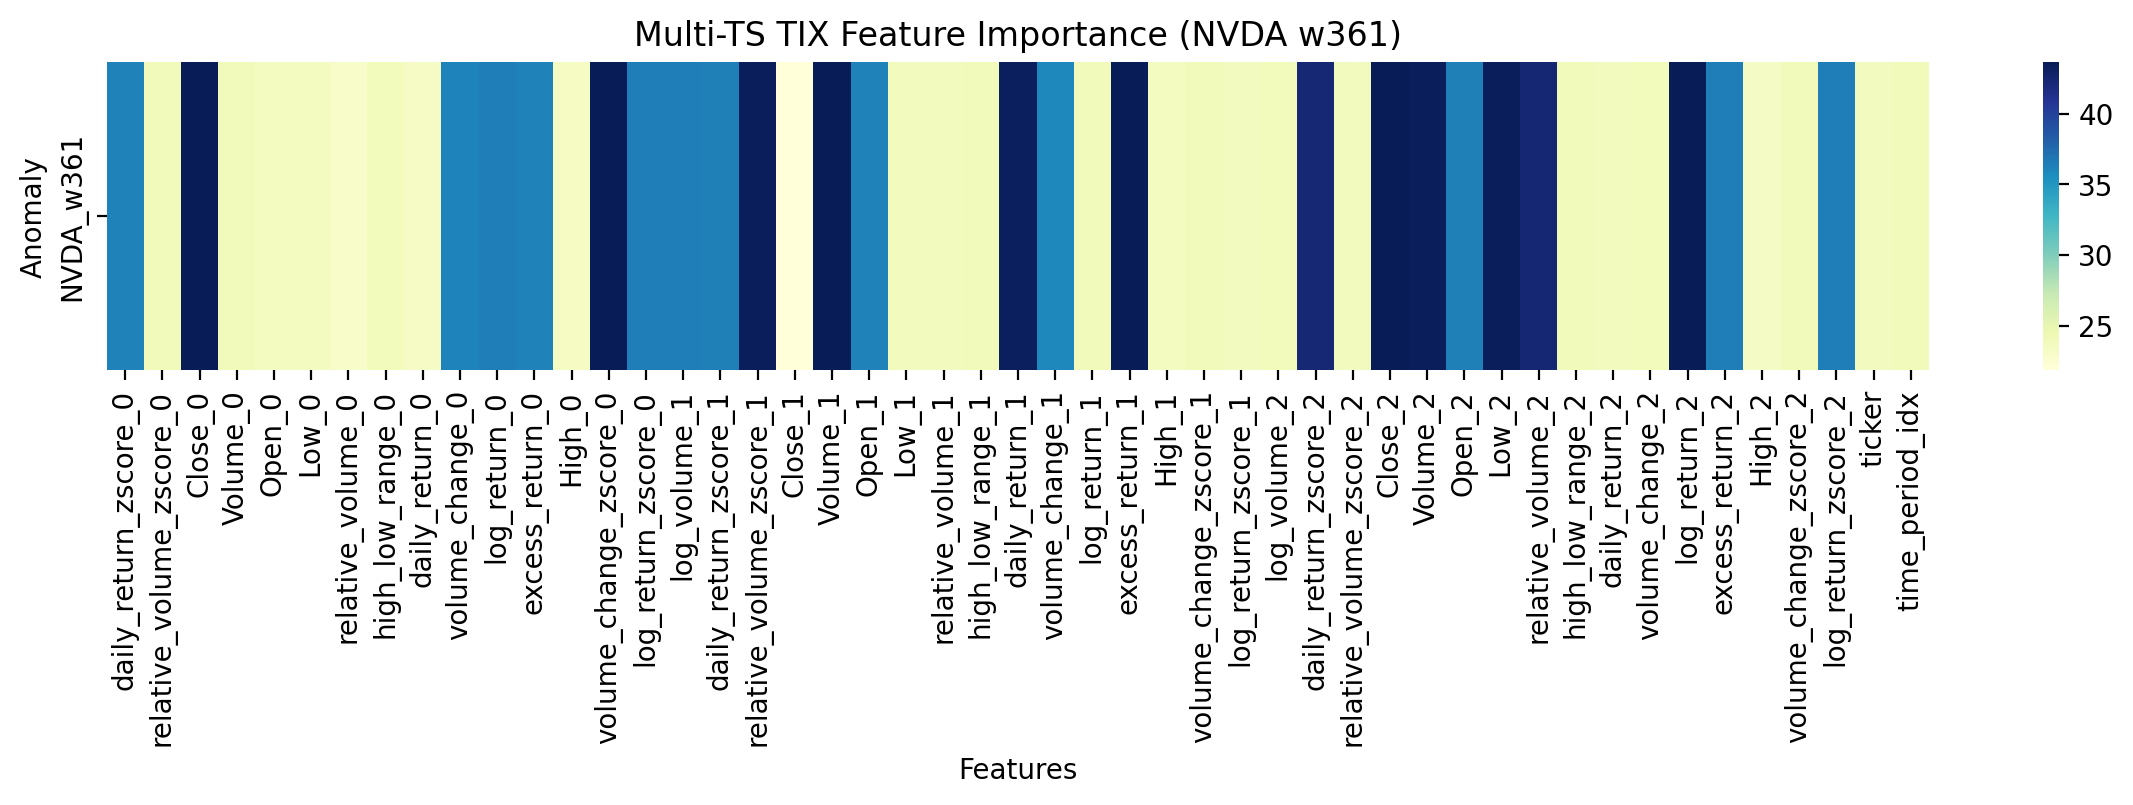 Multi-TS TIX Feature Importance (NVDA w361)
Anomaly
NVDA_w361
40
35
30
25
daily_return_zscore_0
relative_volume_zscore_0
Close_0
Volume_0
Open_0
Low_0
relative_volume_0
high_low_range_0
daily_return_0
volume_change_0
log_return_0
excess_return_0
High_0
volume_change_zscore_0
log_return_zscore_0
log_volume_1
daily_return_zscore_1
relative_volume_zscore_1
Close_1
Volume_1
Open_1
Low_1
relative_volume_1
high_low_range_1
daily_return_1
volume_change_1
log_return_1
excess_return_1
High_1
volume_change_zscore_1
log_return_zscore_1
log_volume_2
daily_return_zscore_2
relative_volume_zscore_2
Close_2
Volume_2
Open_2
Low_2
relative_volume_2
high_low_range_2
daily_return_2
volume_change_2
log_return_2
excess_return_2
High_2
volume_change_zscore_2
log_return_zscore_2
ticker
time_period_idx
Features